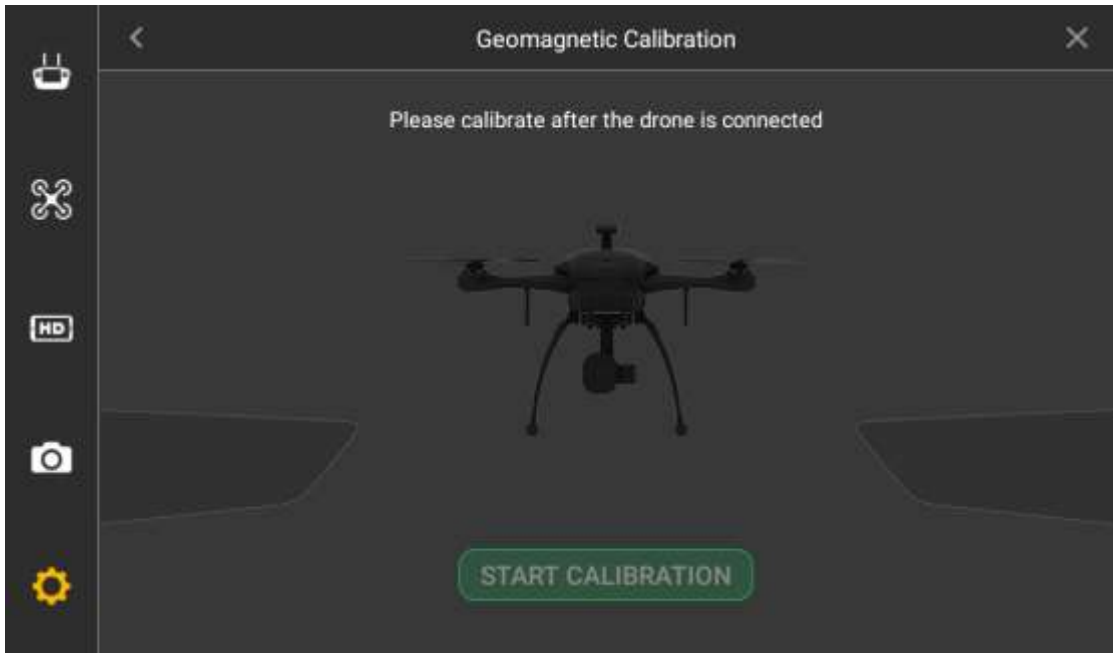 Geomagnetic Calibration
Please calibrate after the drone is connected
HD
START CALIBRATION